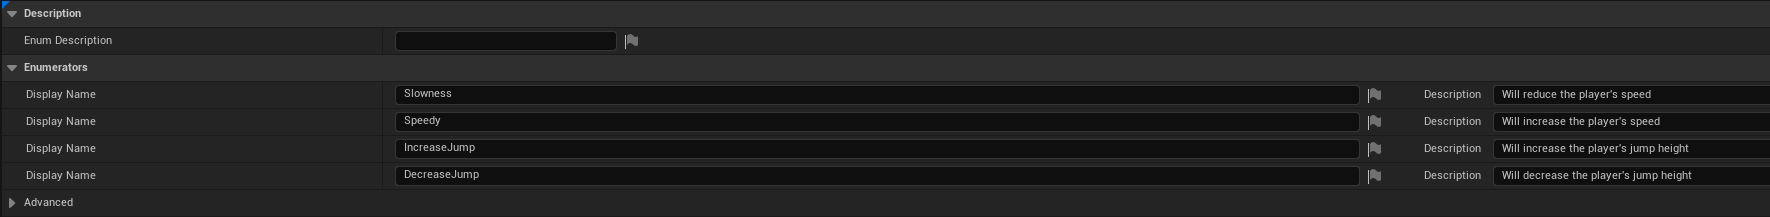 Description
Enum Description
Enumerators
Display Name Slowness Description Will reduce the player's speed
Display Name Speedy Description Will increase the player's speed
Display Name IncreaseJump Description Will increase the player's jump height
Display Name DecreaseJump Description Will decrease the player's jump height
Advanced